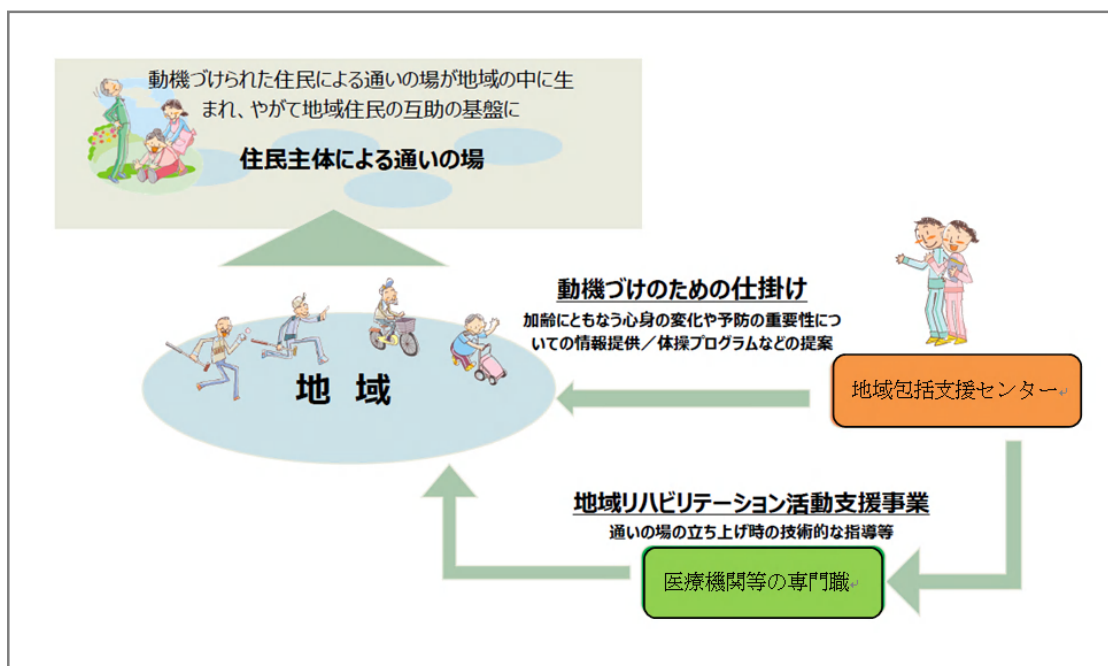 動機づけられた住民による通いの場が地域の中に生
まれ、やがて地域住民の互助の基盤に
住民主体による通いの場
動機づけのための仕掛け
加齢にともなう心身の変化や予防の重要性につ
いての情報提供／体操プログラムなどの提案
地域包括支援センター
地 域
地域リハビリテーション活動支援事業
通いの場の立ち上げ時の技術的な指導等
医療機関等の専門職